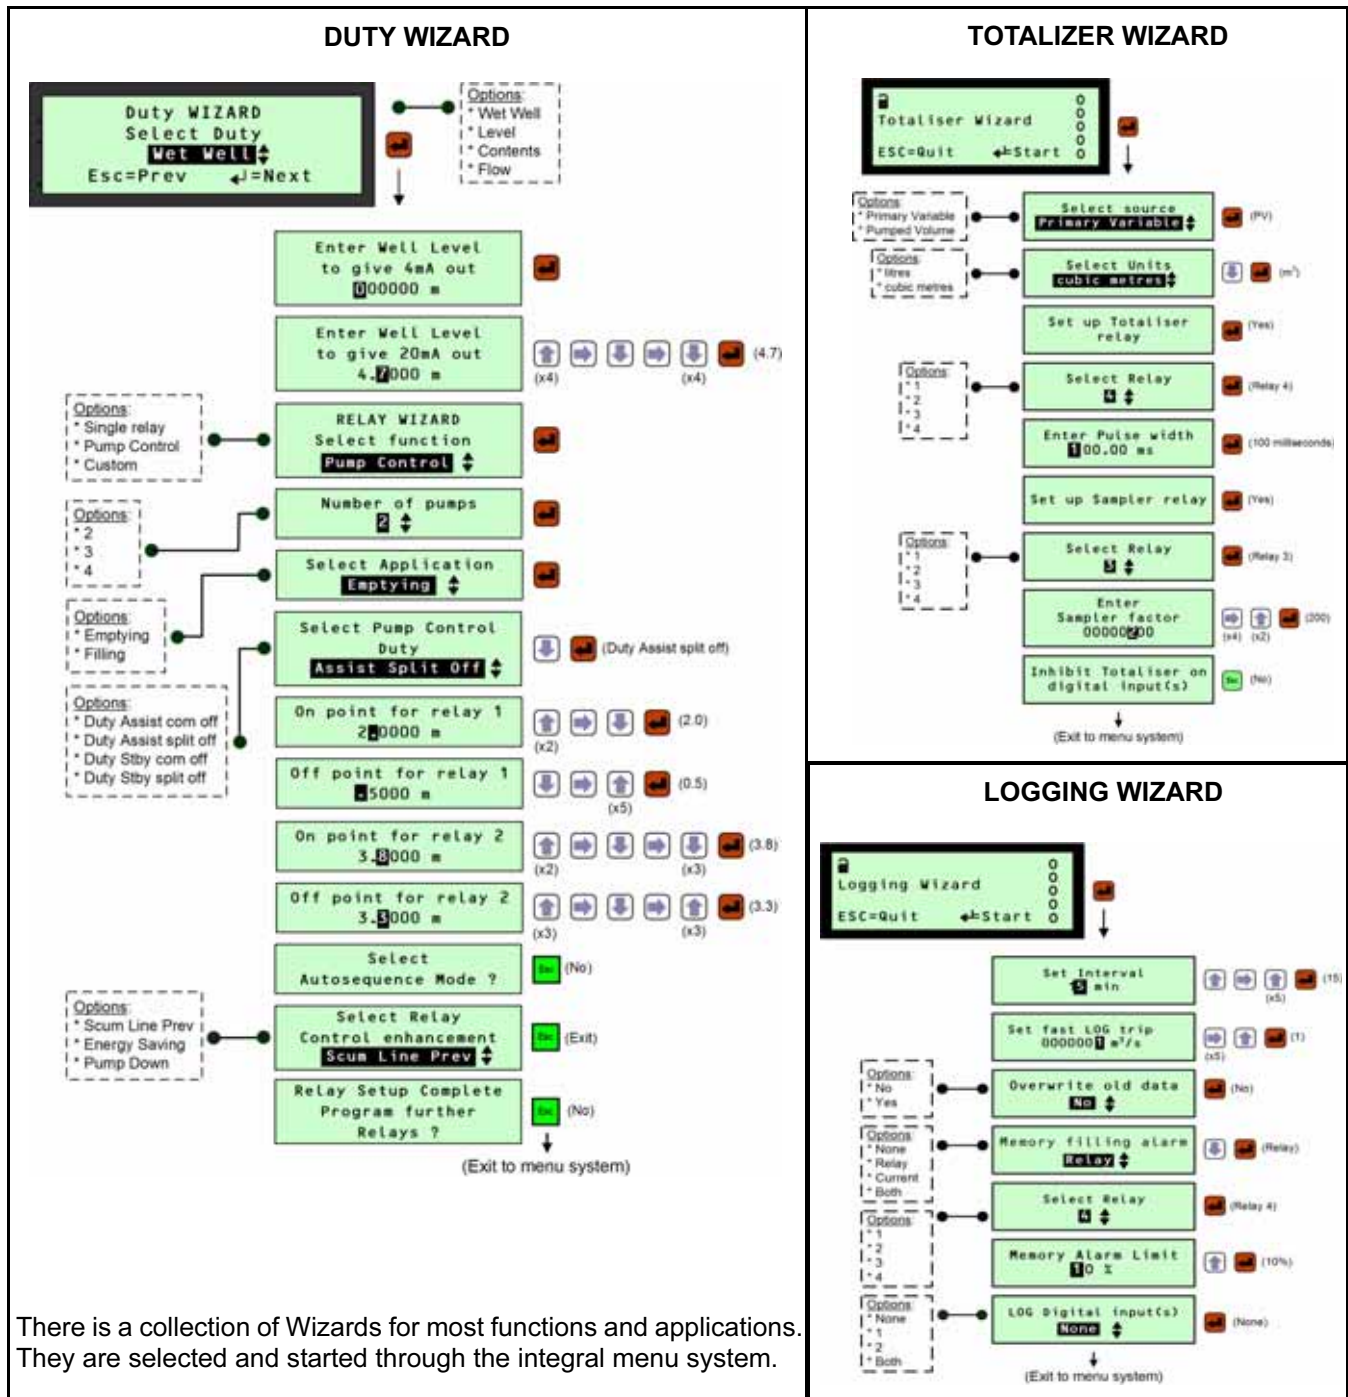 DUTY WIZARD
Duty WIZARD
Select Duty
Wet Well
Esc=Prev ↵=Next
Options:
* Wet Well
* Level
* Contents
* Flow
Enter Well Level
to give 4mA out
000000 m
Enter Well Level
to give 20mA out
4.7000 m
(x4)
(x4)
(4.7)
Options:
* Single relay
* Pump Control
* Custom
RELAY WIZARD
Select function
Pump Control
Options:
* 2
* 3
* 4
Number of pumps
2
Options:
* Emptying
* Filling
Select Application
Emptying
Options:
* Duty Assist com off
* Duty Assist split off
* Duty Stby com off
* Duty Stby split off
Select Pump Control
Duty
Assist Split Off
(Duty Assist split off)
On point for relay 1
2.0000 m
(x2)
(2.0)
Off point for relay 1
.5000 m
(x5)
(0.5)
On point for relay 2
3.8000 m
(x2)
(x3)
(3.8)
Off point for relay 2
3.3000 m
(x3)
(x3)
(3.3)
Select
Autosequence Mode ?
Esc (No)
Options:
* Scum Line Prev
* Energy Saving
* Pump Down
Select Relay
Control enhancement
Scum Line Prev
Esc (Exit)
Relay Setup Complete
Program further
Relays ?
Esc (No)
(Exit to menu system)
There is a collection of Wizards for most functions and applications.
They are selected and started through the integral menu system.
TOTALIZER WIZARD
Totaliser Wizard
ESC=Quit ↵=Start
Options:
* Primary Variable
* Pumped Volume
Select source
Primary Variable
(PV)
Options:
* litres
* cubic metres
Select Units
cubic metres
(m³)
Set up Totaliser
relay
(Yes)
Options:
* 1
* 2
* 3
* 4
Select Relay
4
(Relay 4)
Enter Pulse width
100.00 ms
(100 milliseconds)
Set up Sampler relay
(Yes)
Options:
* 1
* 2
* 3
* 4
Select Relay
3
(Relay 3)
Enter
Sampler factor
00000200
(x4) (x2)
(200)
Inhibit Totaliser on
digital input(s)
Esc (No)
(Exit to menu system)
LOGGING WIZARD
Logging Wizard
ESC=Quit ↵=Start
Set Interval
15 min
(x5)
(15)
Set fast LOG trip
0000001 m³/s
(x5)
(1)
Options:
* No
* Yes
Overwrite old data
No
(No)
Options:
* None
* Relay
* Current
* Both
Memory filling alarm
Relay
(Relay)
Options:
* 1
* 2
* 3
* 4
Select Relay
4
(Relay 4)
Memory Alarm Limit
10 %
(10%)
Options:
* None
* 1
* 2
* Both
LOG Digital input(s)
None
(None)
(Exit to menu system)